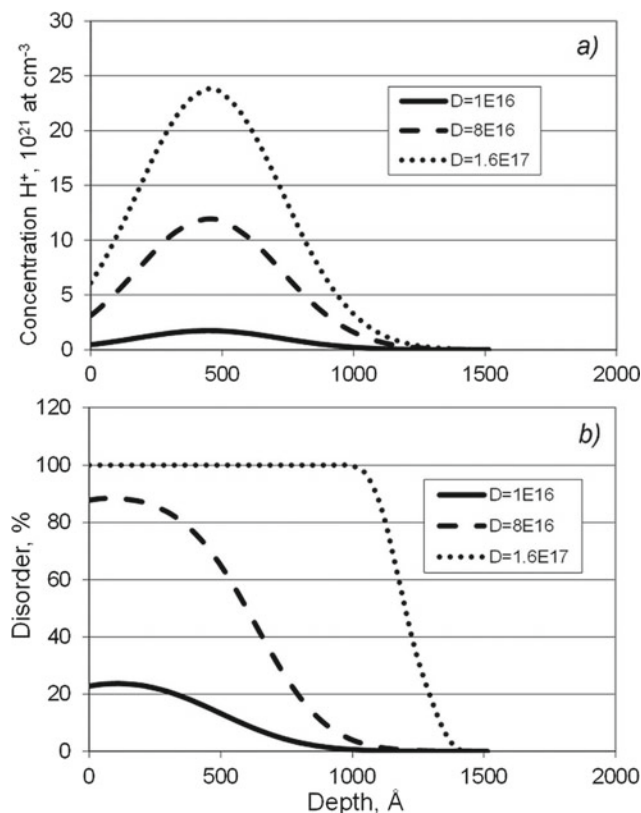 a)
Concentration H⁺, 10²¹ at cm⁻³
30
25
20
15
10
5
0
D=1E16
D=8E16
D=1.6E17
0 500 1000 1500 2000
b)
Disorder, %
120
100
80
60
40
20
0
D=1E16
D=8E16
D=1.6E17
0 500 1000 1500 2000
Depth, Å